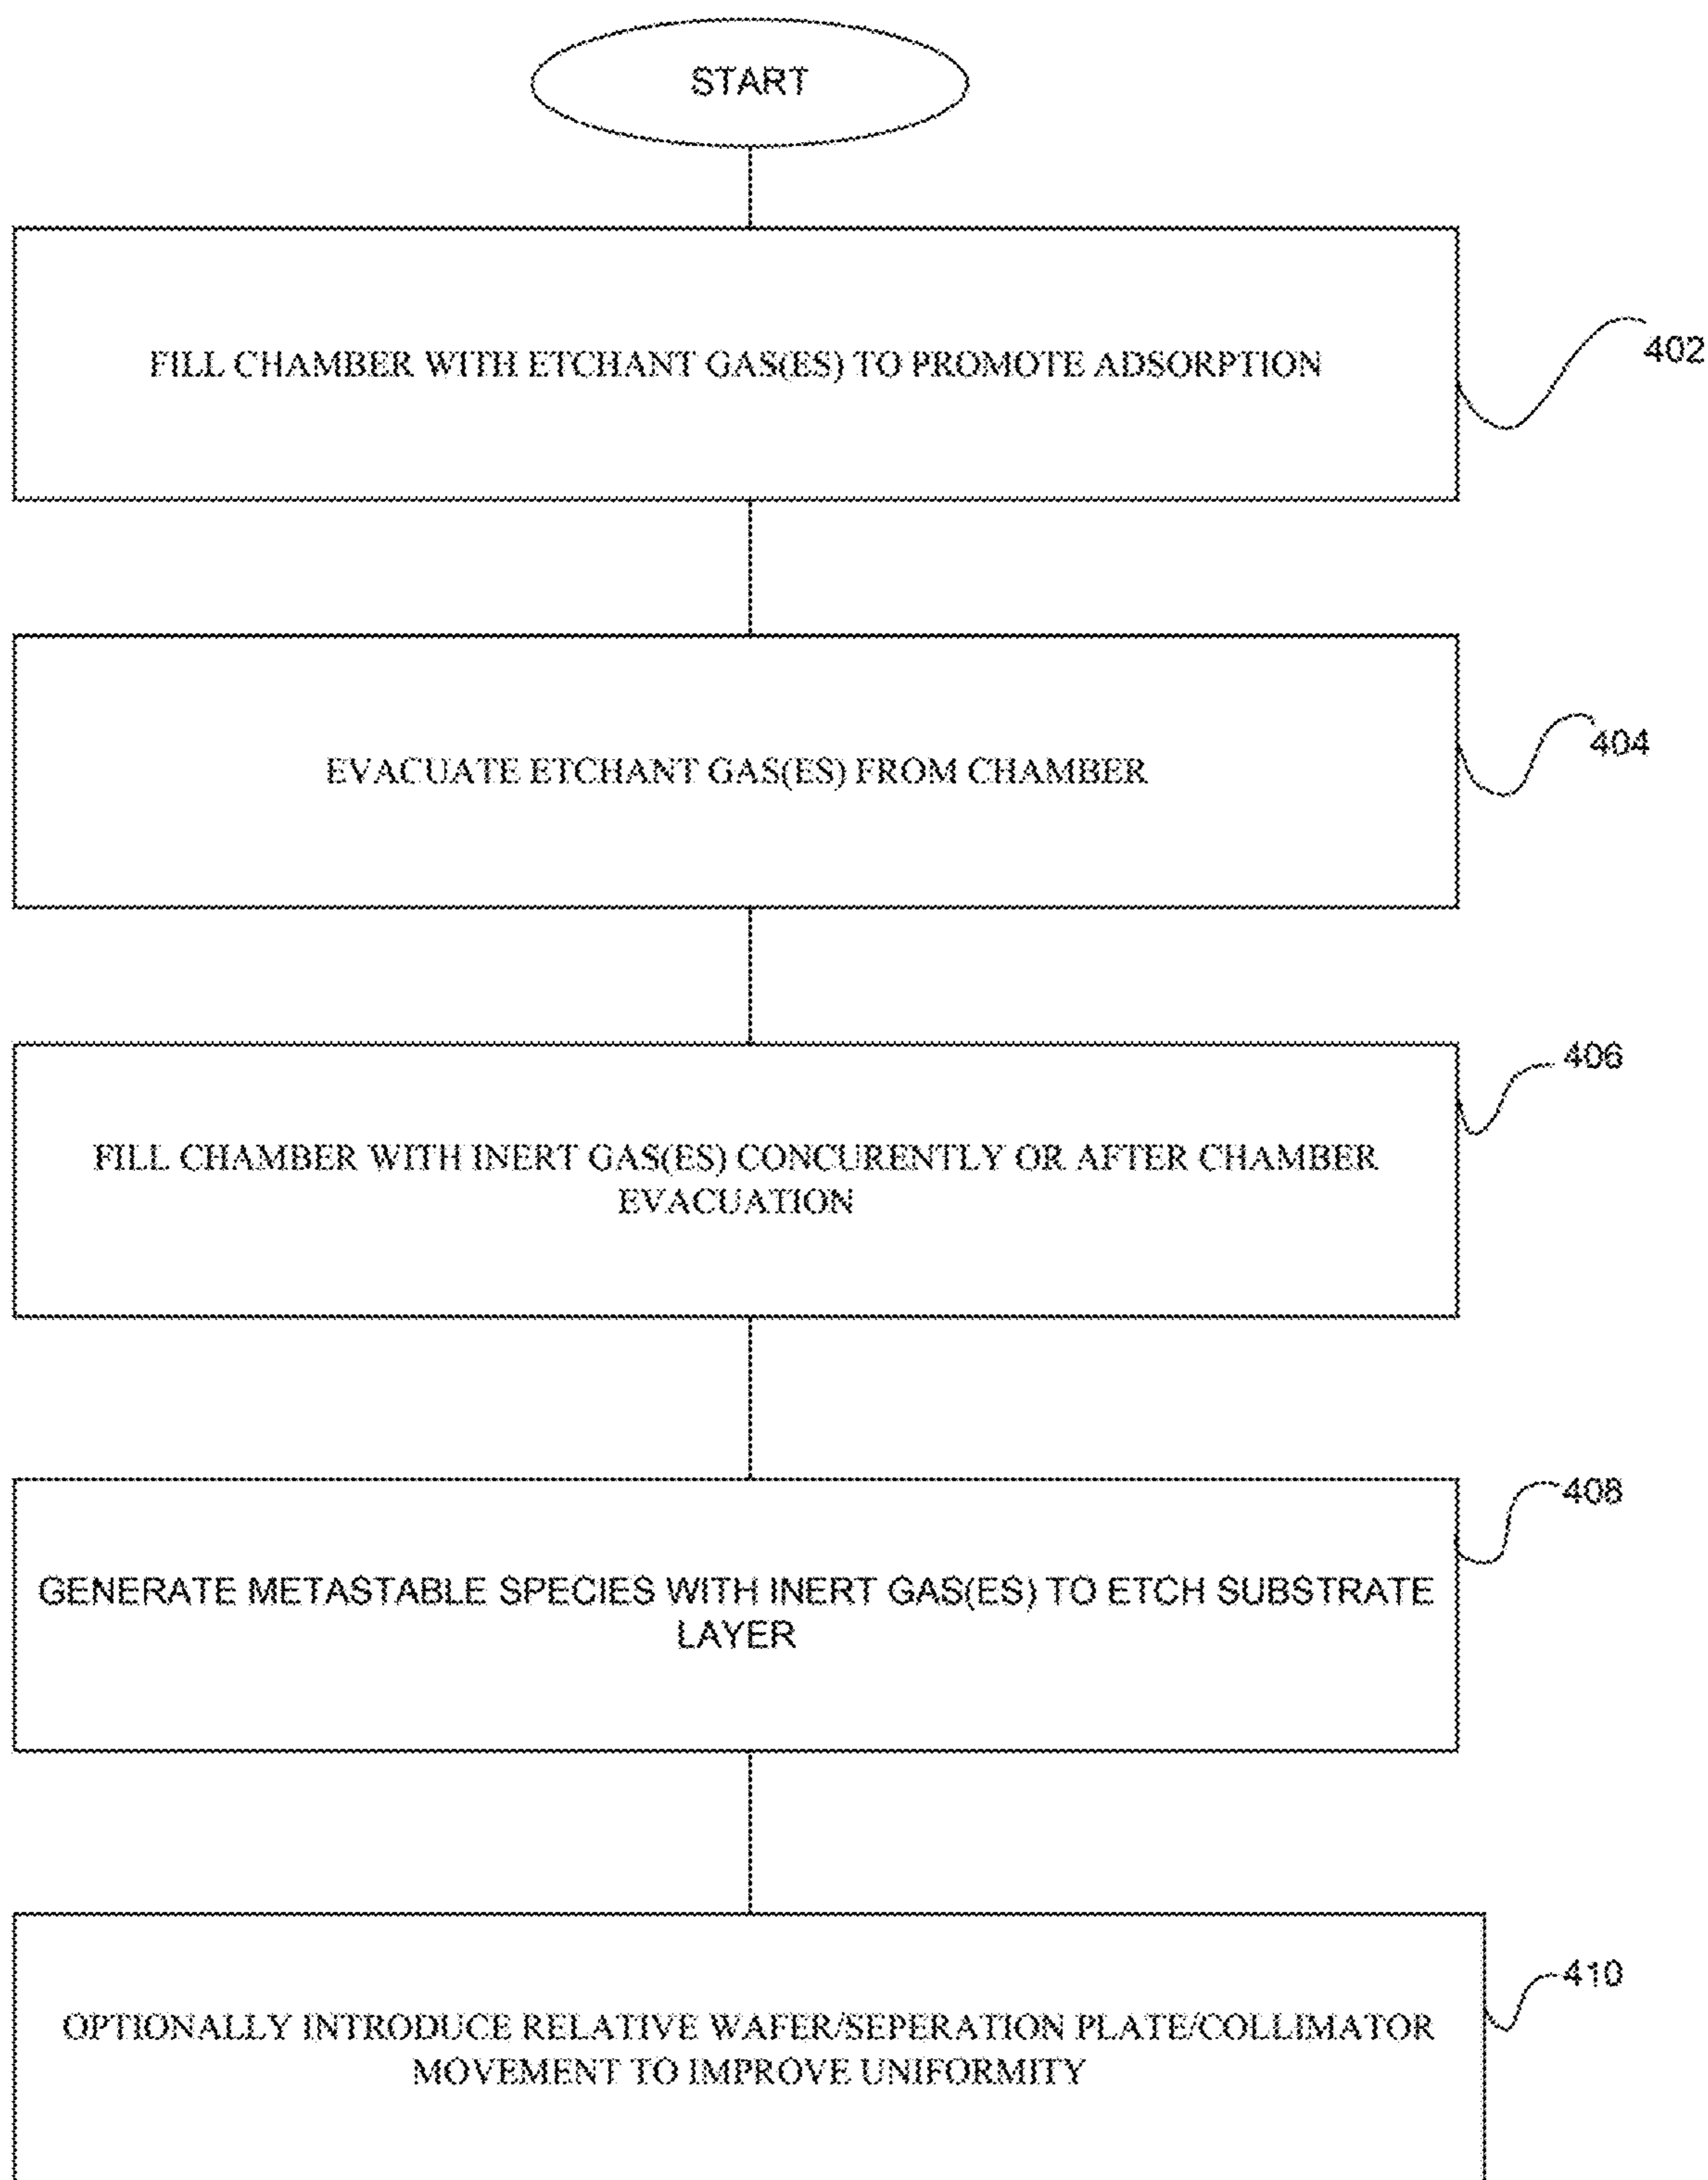 START
FILL CHAMBER WITH ETCHANT GAS(ES) TO PROMOTE ADSORPTION
402
EVACUATE ETCHANT GAS(ES) FROM CHAMBER
404
FILL CHAMBER WITH INERT GAS(ES) CONCURENTLY OR AFTER CHAMBER
EVACUATION
406
GENERATE METASTABLE SPECIES WITH INERT GAS(ES) TO ETCH SUBSTRATE
LAYER
408
OPTIONALLY INTRODUCE RELATIVE WAFER/SEPERATION PLATE/COLLIMATOR
MOVEMENT TO IMPROVE UNIFORMITY
410